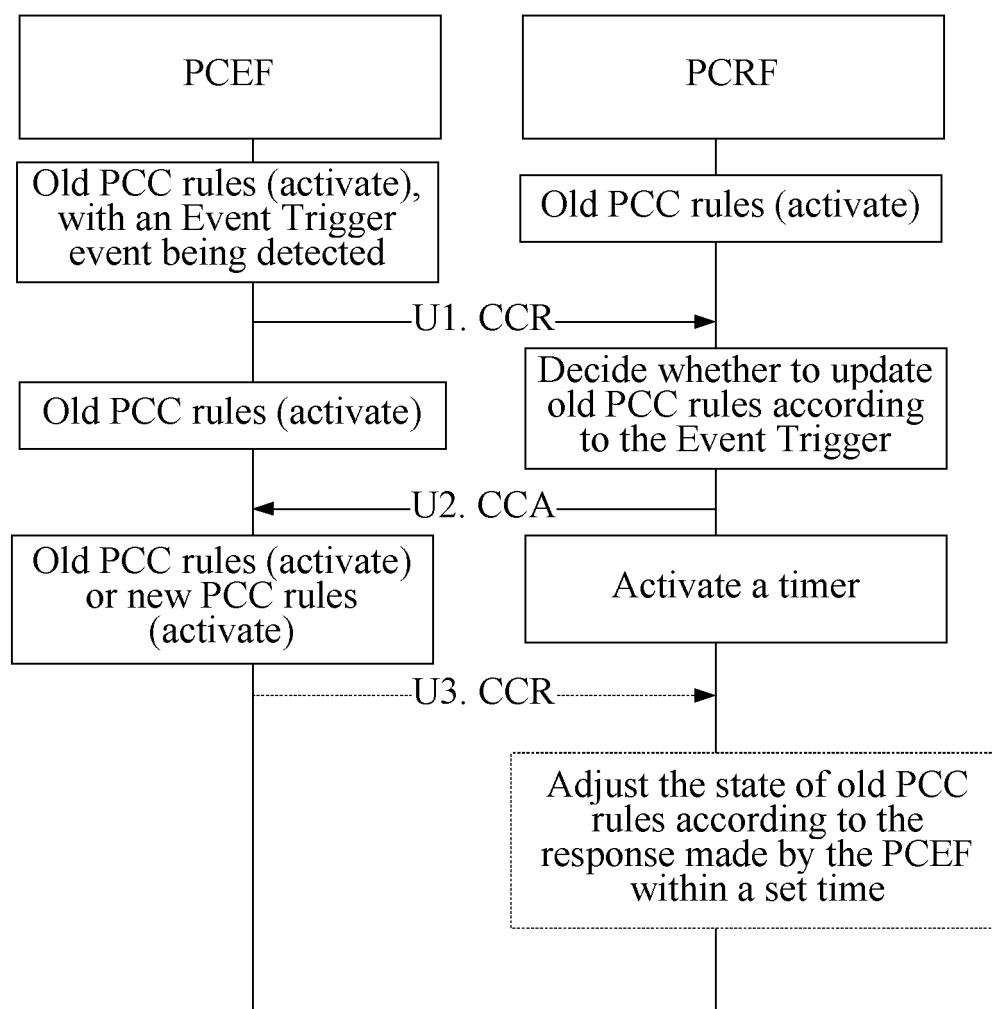 PCEF
PCRF
Old PCC rules (activate),
with an Event Trigger
event being detected
Old PCC rules (activate)
U1. CCR
Old PCC rules (activate)
Decide whether to update
old PCC rules according
to the Event Trigger
U2. CCA
Old PCC rules (activate)
or new PCC rules
(activate)
Activate a timer
U3. CCR
Adjust the state of old PCC
rules according to the
response made by the PCEF
within a set time